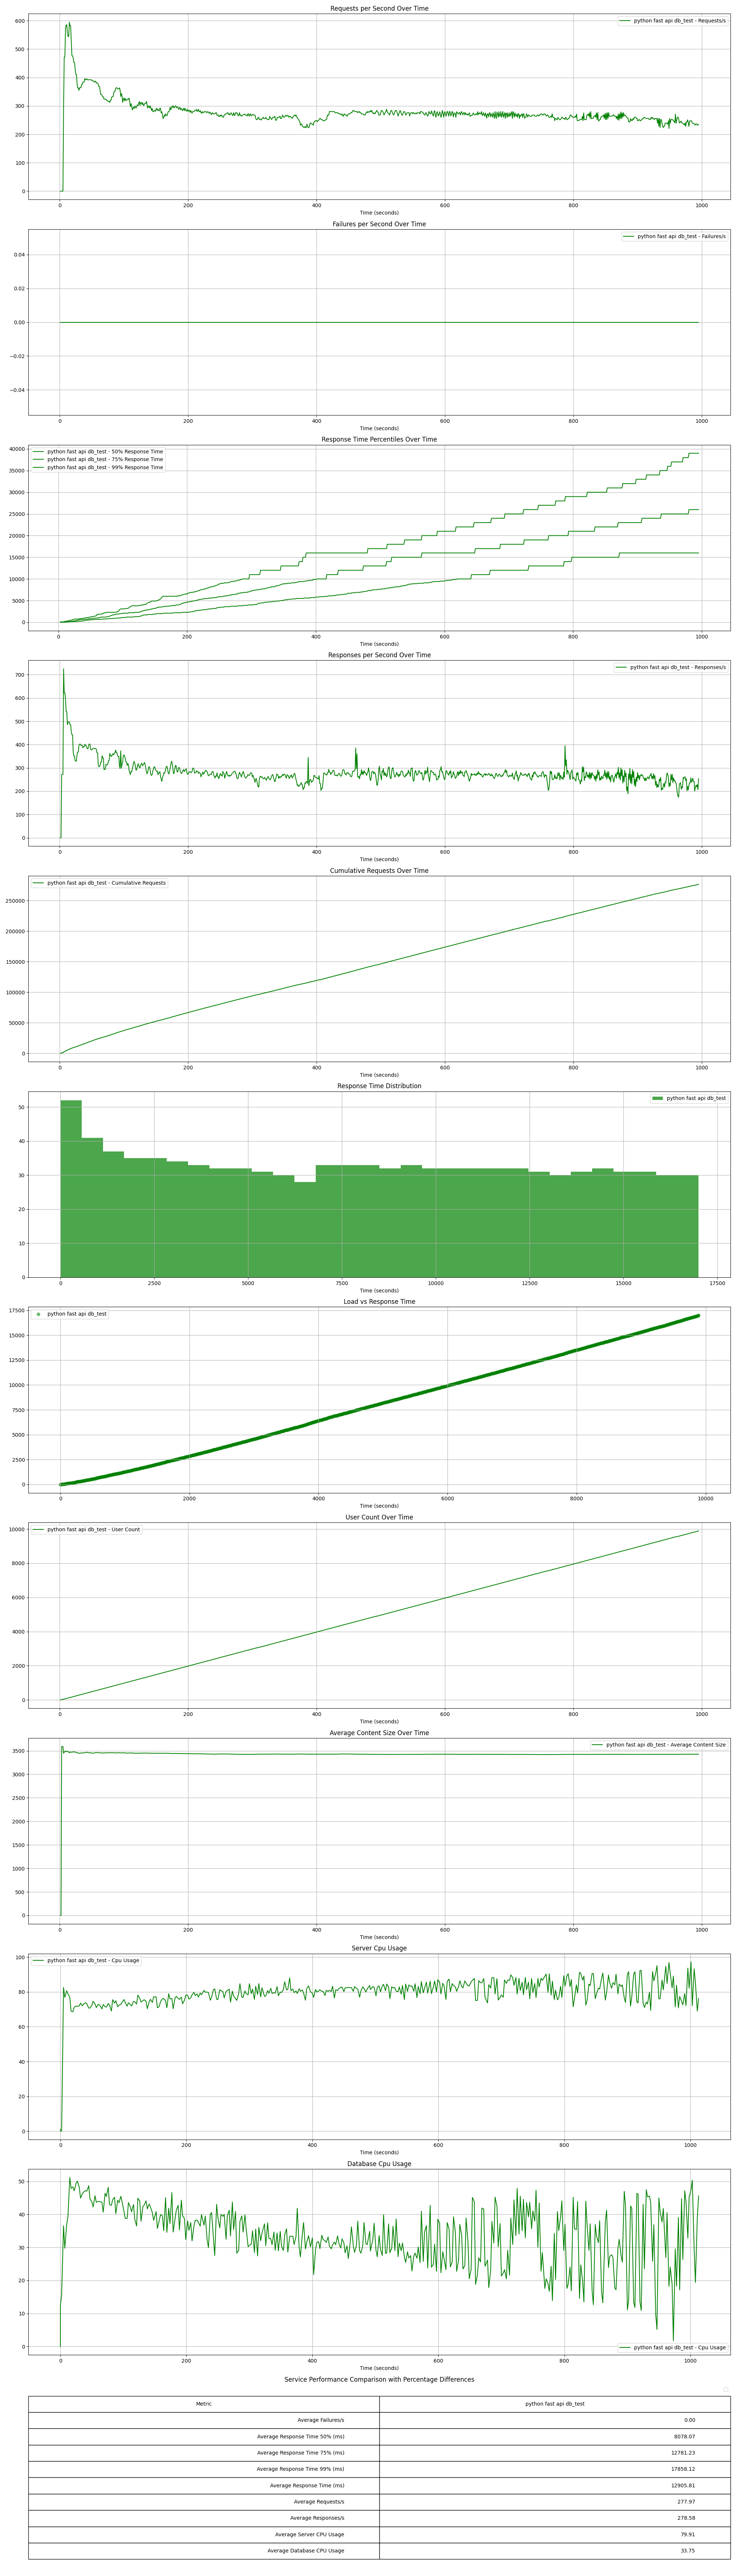 Requests per Second Over Time
python fast api db_test - Requests/s
600
500
400
300
200
100
0
0 200 400 600 800 1000
Time (seconds)
Failures per Second Over Time
python fast api db_test - Failures/s
0.04
0.02
0.00
−0.02
−0.04
0 200 400 600 800 1000
Time (seconds)
Response Time Percentiles Over Time
python fast api db_test - 50% Response Time
python fast api db_test - 75% Response Time
python fast api db_test - 99% Response Time
40000
35000
30000
25000
20000
15000
10000
5000
0
0 200 400 600 800 1000
Time (seconds)
Responses per Second Over Time
python fast api db_test - Responses/s
700
600
500
400
300
200
100
0
0 200 400 600 800 1000
Time (seconds)
Cumulative Requests Over Time
python fast api db_test - Cumulative Requests
250000
200000
150000
100000
50000
0
0 200 400 600 800 1000
Time (seconds)
Response Time Distribution
python fast api db_test
50
40
30
20
10
0
0 2500 5000 7500 10000 12500 15000 17500
Time (seconds)
Load vs Response Time
python fast api db_test
17500
15000
12500
10000
7500
5000
2500
0
0 2000 4000 6000 8000 10000
Time (seconds)
User Count Over Time
python fast api db_test - User Count
10000
8000
6000
4000
2000
0
0 200 400 600 800 1000
Time (seconds)
Average Content Size Over Time
python fast api db_test - Average Content Size
3500
3000
2500
2000
1500
1000
500
0
0 200 400 600 800 1000
Time (seconds)
Server Cpu Usage
python fast api db_test - Cpu Usage
100
80
60
40
20
0
0 200 400 600 800 1000
Time (seconds)
Database Cpu Usage
50
40
30
20
10
0
python fast api db_test - Cpu Usage
0 200 400 600 800 1000
Time (seconds)
Service Performance Comparison with Percentage Differences
Metric python fast api db_test
Average Failures/s 0.00
Average Response Time 50% (ms) 8078.07
Average Response Time 75% (ms) 12781.23
Average Response Time 99% (ms) 17858.12
Average Response Time (ms) 12905.81
Average Requests/s 277.97
Average Responses/s 278.58
Average Server CPU Usage 79.91
Average Database CPU Usage 33.75